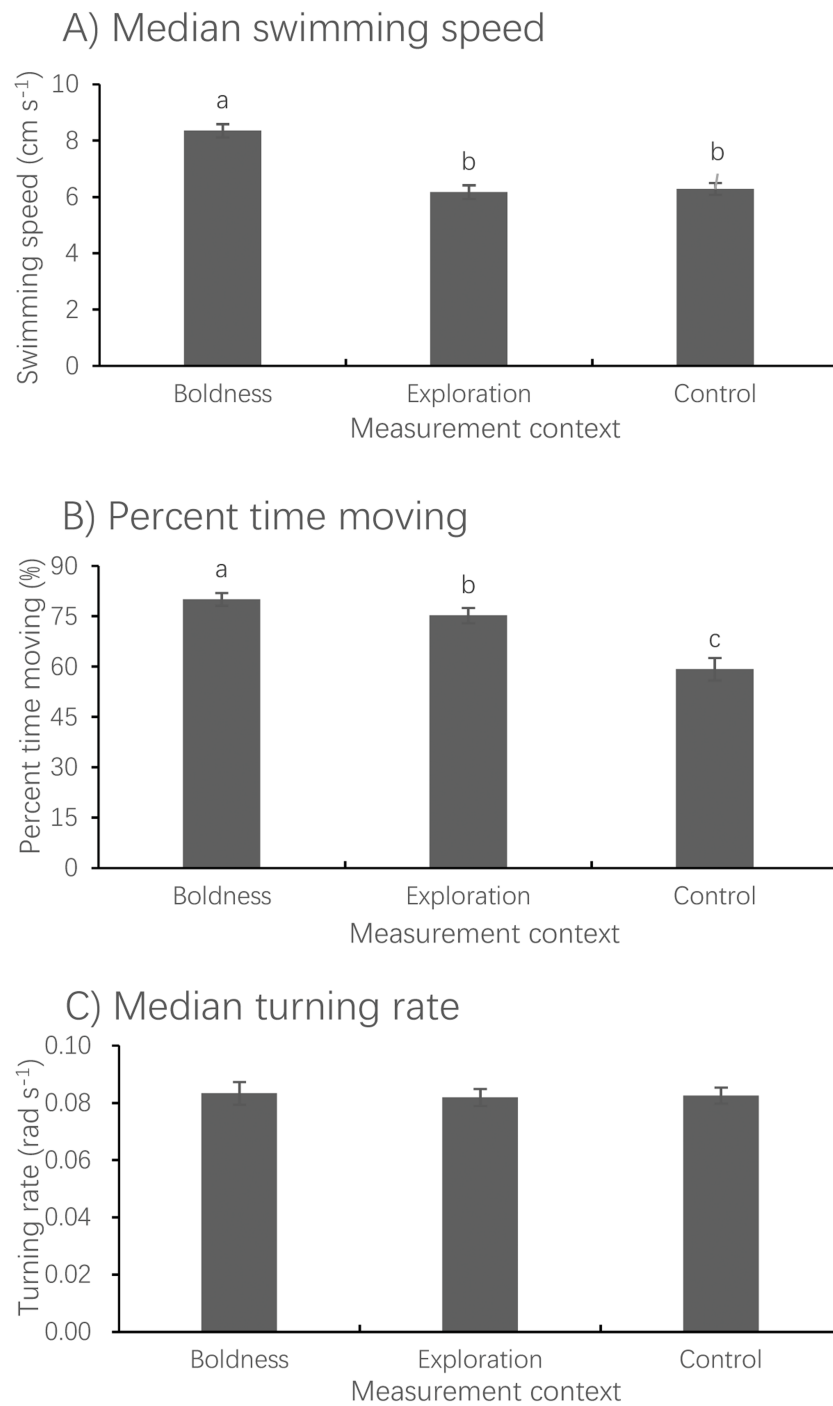 A) Median swimming speed
Swimming speed (cm s⁻¹)
10
8
6
4
2
0
a
b
b
Boldness
Exploration
Control
Measurement context
B) Percent time moving
Percent time moving (%)
90
75
60
45
30
15
0
a
b
c
Boldness
Exploration
Control
Measurement context
C) Median turning rate
Turning rate (rad s⁻¹)
0.10
0.08
0.06
0.04
0.02
0.00
Boldness
Exploration
Control
Measurement context